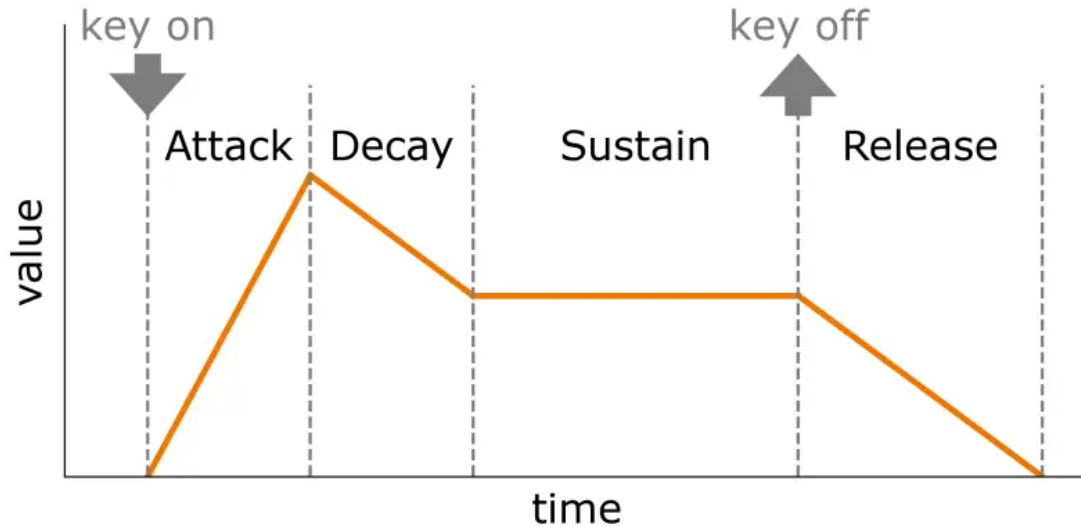 key on
key off
Attack
Decay
Sustain
Release
value
time